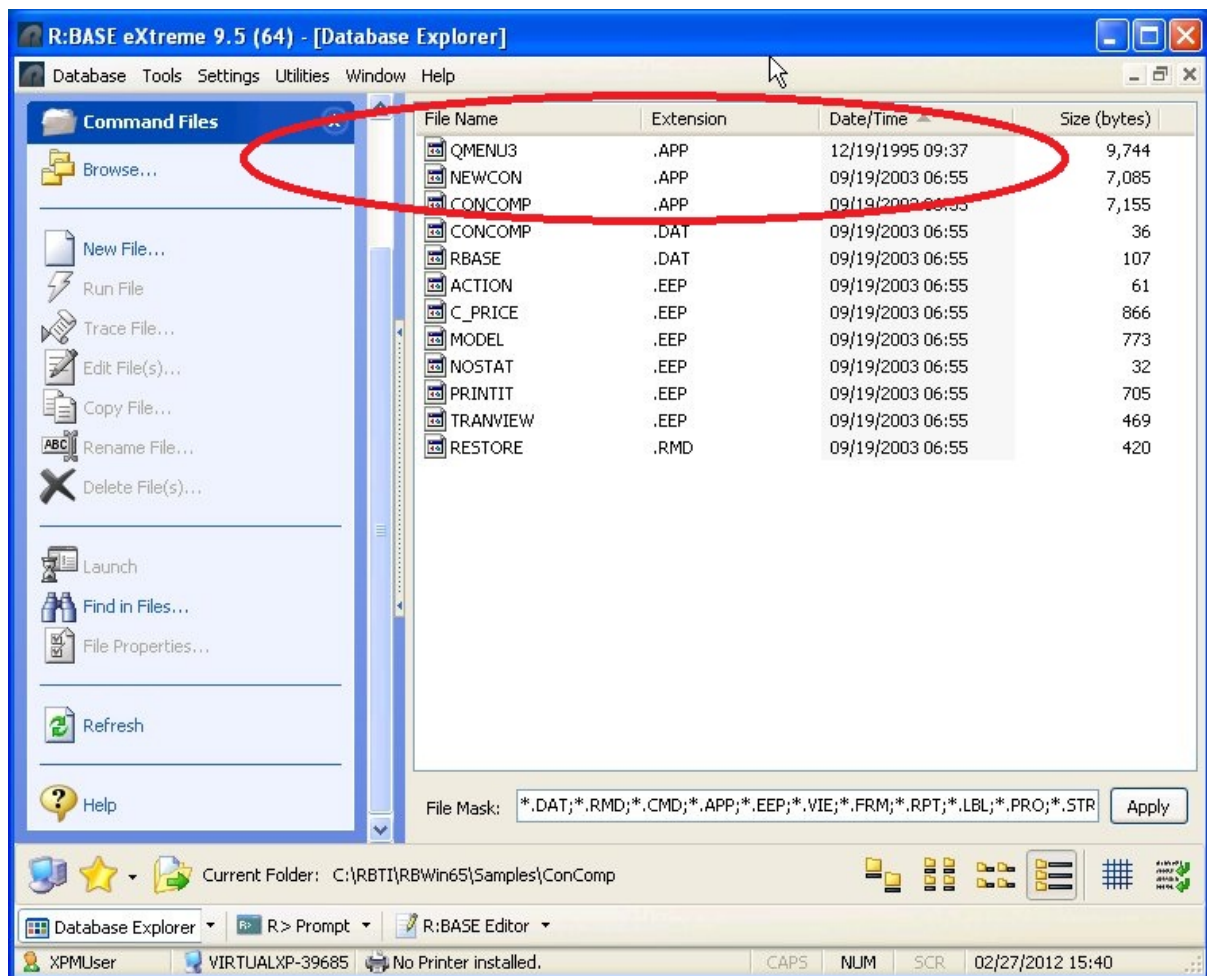 R:BASE eXtreme 9.5 (64) - [Database Explorer]
Database Tools Settings Utilities Window Help
Command Files
Browse...
New File...
Run File
Trace File...
Edit File(s)...
Copy File...
ABC Rename File...
Delete File(s)...
Launch
Find in Files...
File Properties...
Refresh
Help
File Name Extension Date/Time Size (bytes)
QMENU3 .APP 12/19/1995 09:37 9,744
NEWCON .APP 09/19/2003 06:55 7,085
CONCOMP .APP 09/19/2003 06:55 7,155
CONCOMP .DAT 09/19/2003 06:55 36
RBASE .DAT 09/19/2003 06:55 107
ACTION .EEP 09/19/2003 06:55 61
C_PRICE .EEP 09/19/2003 06:55 866
MODEL .EEP 09/19/2003 06:55 773
NOSTAT .EEP 09/19/2003 06:55 32
PRINTIT .EEP 09/19/2003 06:55 705
TRANVIEW .EEP 09/19/2003 06:55 469
RESTORE .RMD 09/19/2003 06:55 420
File Mask: *.DAT;*.RMD;*.CMD;*.APP;*.EEP;*.VIE;*.FRM;*.RPT;*.LBL;*.PRO;*.STR Apply
Current Folder: C:\RBTI\RBWin65\Samples\ConComp
Database Explorer R> R> Prompt R:BASE Editor
XPMUser VIRTUALXP-39685 No Printer installed. CAPS NUM SCR 02/27/2012 15:40